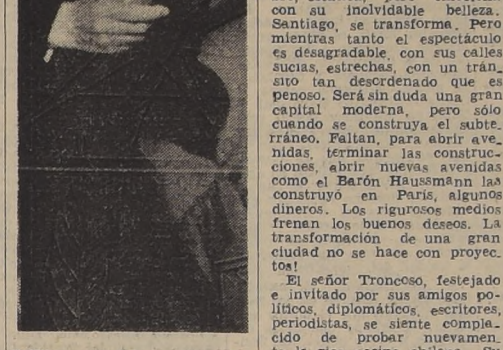 con su inolvidable belleza.
Santiago, se transforma. Pero
mientras tanto el espectáculo
es desagradable, con sus calles
sucias, estrechas, con un trán-
sito tan desordenado que es
penoso. Será sin duda una gran
capital moderna, pero sólo
cuando se construya el subte-
rráneo. Faltan, para abrir ave-
nidas, terminar las construc-
ciones, abrir nuevas avenidas
como el Barón Haussmann las
construyó en París, algunos
dineros. Los rigurosos medios
frenan los buenos deseos. La
transformación de una gran
ciudad no se hace con proyec-
tos!
El señor Troncoso, festejado
e invitado por sus amigos po-
líticos, diplomáticos, escritores,
periodistas, se siente compla-
cido de probar nuevamen-